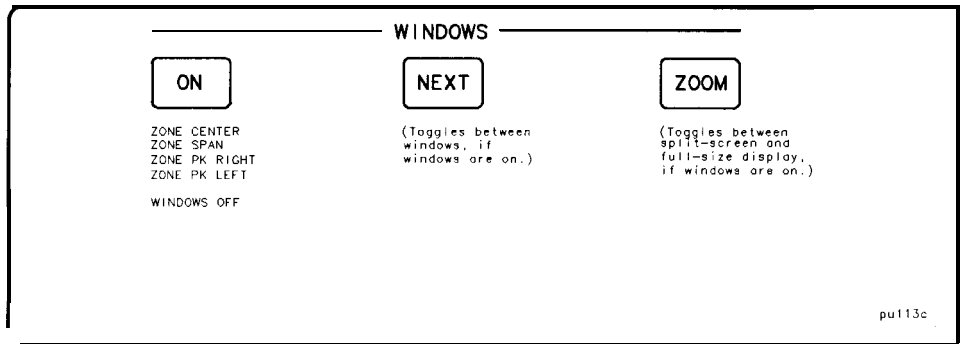 WINDOWS
ON
NEXT
ZOOM
ZONE CENTER
ZONE SPAN
ZONE PK RIGHT
ZONE PK LEFT
WINDOWS OFF
(Toggles between
windows, if
windows are on.)
(Toggles between
split-screen and
full-size display,
if windows are on.)
pu113c